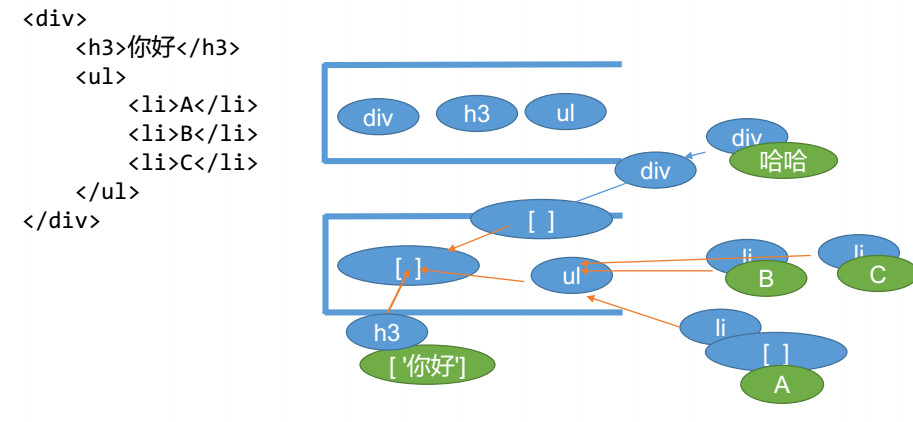 <div>
<h3>你好</h3>
<ul>
<li>A</li>
<li>B</li>
<li>C</li>
</ul>
</div>
div
h3
ul
div
哈哈
div
[ ]
[ ]
ul
li
B
li
C
h3
[ '你好']
li
[ ]
A